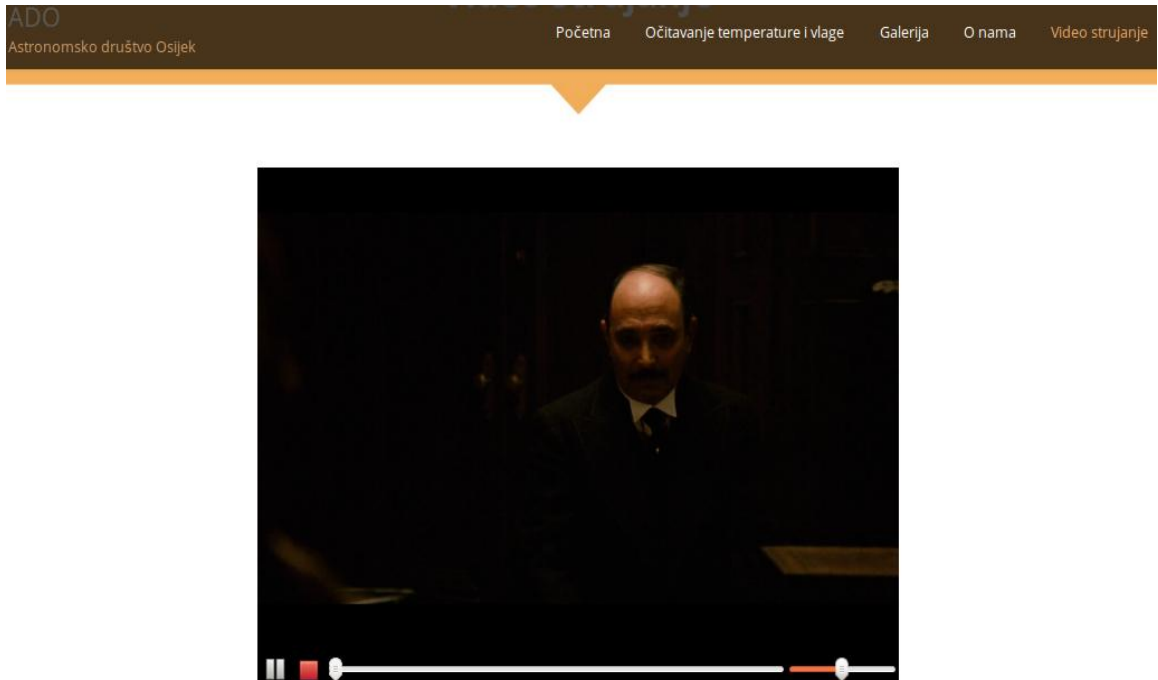 ADO
Astronomsko društvo Osijek
Početna Očitavanje temperature i vlage Galerija O nama Video strujanje